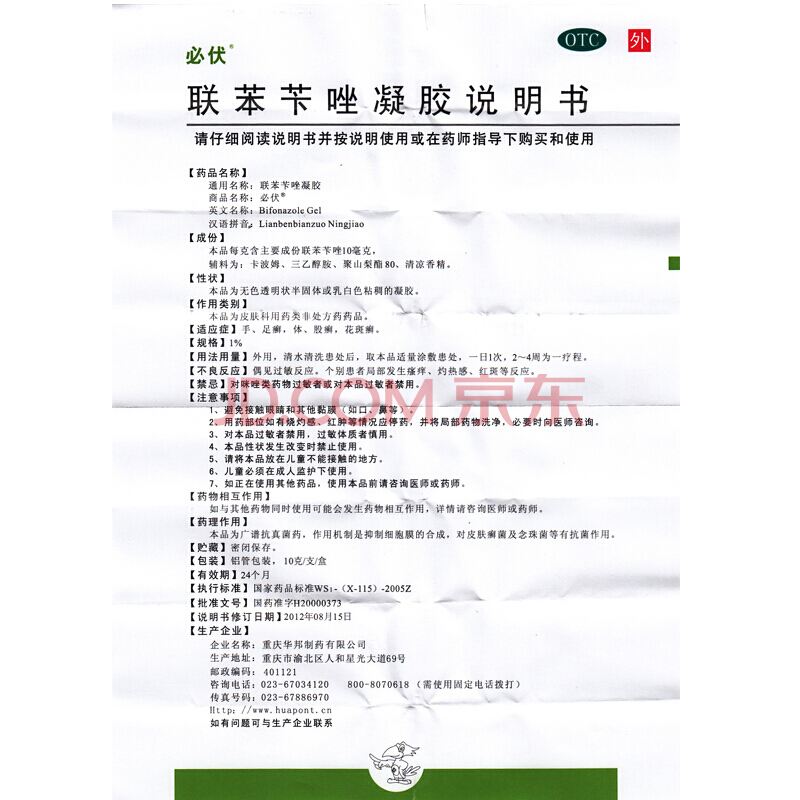 必伏®
OTC
外
联苯苄唑凝胶说明书
请仔细阅读说明书并按说明使用或在药师指导下购买和使用
【药品名称】
通用名称：联苯苄唑凝胶
商品名称：必伏®
英文名称：Bifonazole Gel
汉语拼音：Lianbenbianzuo Ningjiao
【成份】
本品每克含主要成份联苯苄唑10毫克，
辅料为：卡波姆、三乙醇胺、聚山梨酯80、清凉香精。
【性状】
本品为无色透明状半固体或乳白色粘稠的凝胶。
【作用类别】
本品为皮肤科用药类非处方药药品。
【适应症】手、足癣，体、股癣，花斑癣。
【规格】1%
【用法用量】外用，清水清洗患处后，取本品适量涂敷患处，一日1次，2～4周为一疗程。
【不良反应】偶见过敏反应。个别患者局部发生瘙痒、灼热感、红斑等反应。
【禁忌】对咪唑类药物过敏者或对本品过敏者禁用。
【注意事项】
1、避免接触眼睛和其他黏膜（如口、鼻等）。
2、用药部位如有烧灼感、红肿等情况应停药，并将局部药物洗净，必要时向医师咨询。
3、对本品过敏者禁用，过敏体质者慎用。
4、本品性状发生改变时禁止使用。
5、请将本品放在儿童不能接触的地方。
6、儿童必须在成人监护下使用。
7、如正在使用其他药品，使用本品前请咨询医师或药师。
【药物相互作用】
如与其他药物同时使用可能会发生药物相互作用，详情请咨询医师或药师。
【药理作用】
本品为广谱抗真菌药，作用机制是抑制细胞膜的合成，对皮肤癣菌及念珠菌等有抗菌作用。
【贮藏】密闭保存。
【包装】铝管包装，10克/支/盒
【有效期】24个月
【执行标准】国家药品标准WS₁-（X-115）-2005Z
【批准文号】国药准字H20000373
【说明书修订日期】2012年08月15日
【生产企业】
企业名称：重庆华邦制药有限公司
生产地址：重庆市渝北区人和星光大道69号
邮政编码：401121
咨询电话：023-67034120 800-8070618（需使用固定电话拨打）
传真号码：023-67886970
Http://www.huapont.cn
如有问题可与生产企业联系
JD.COM 京东